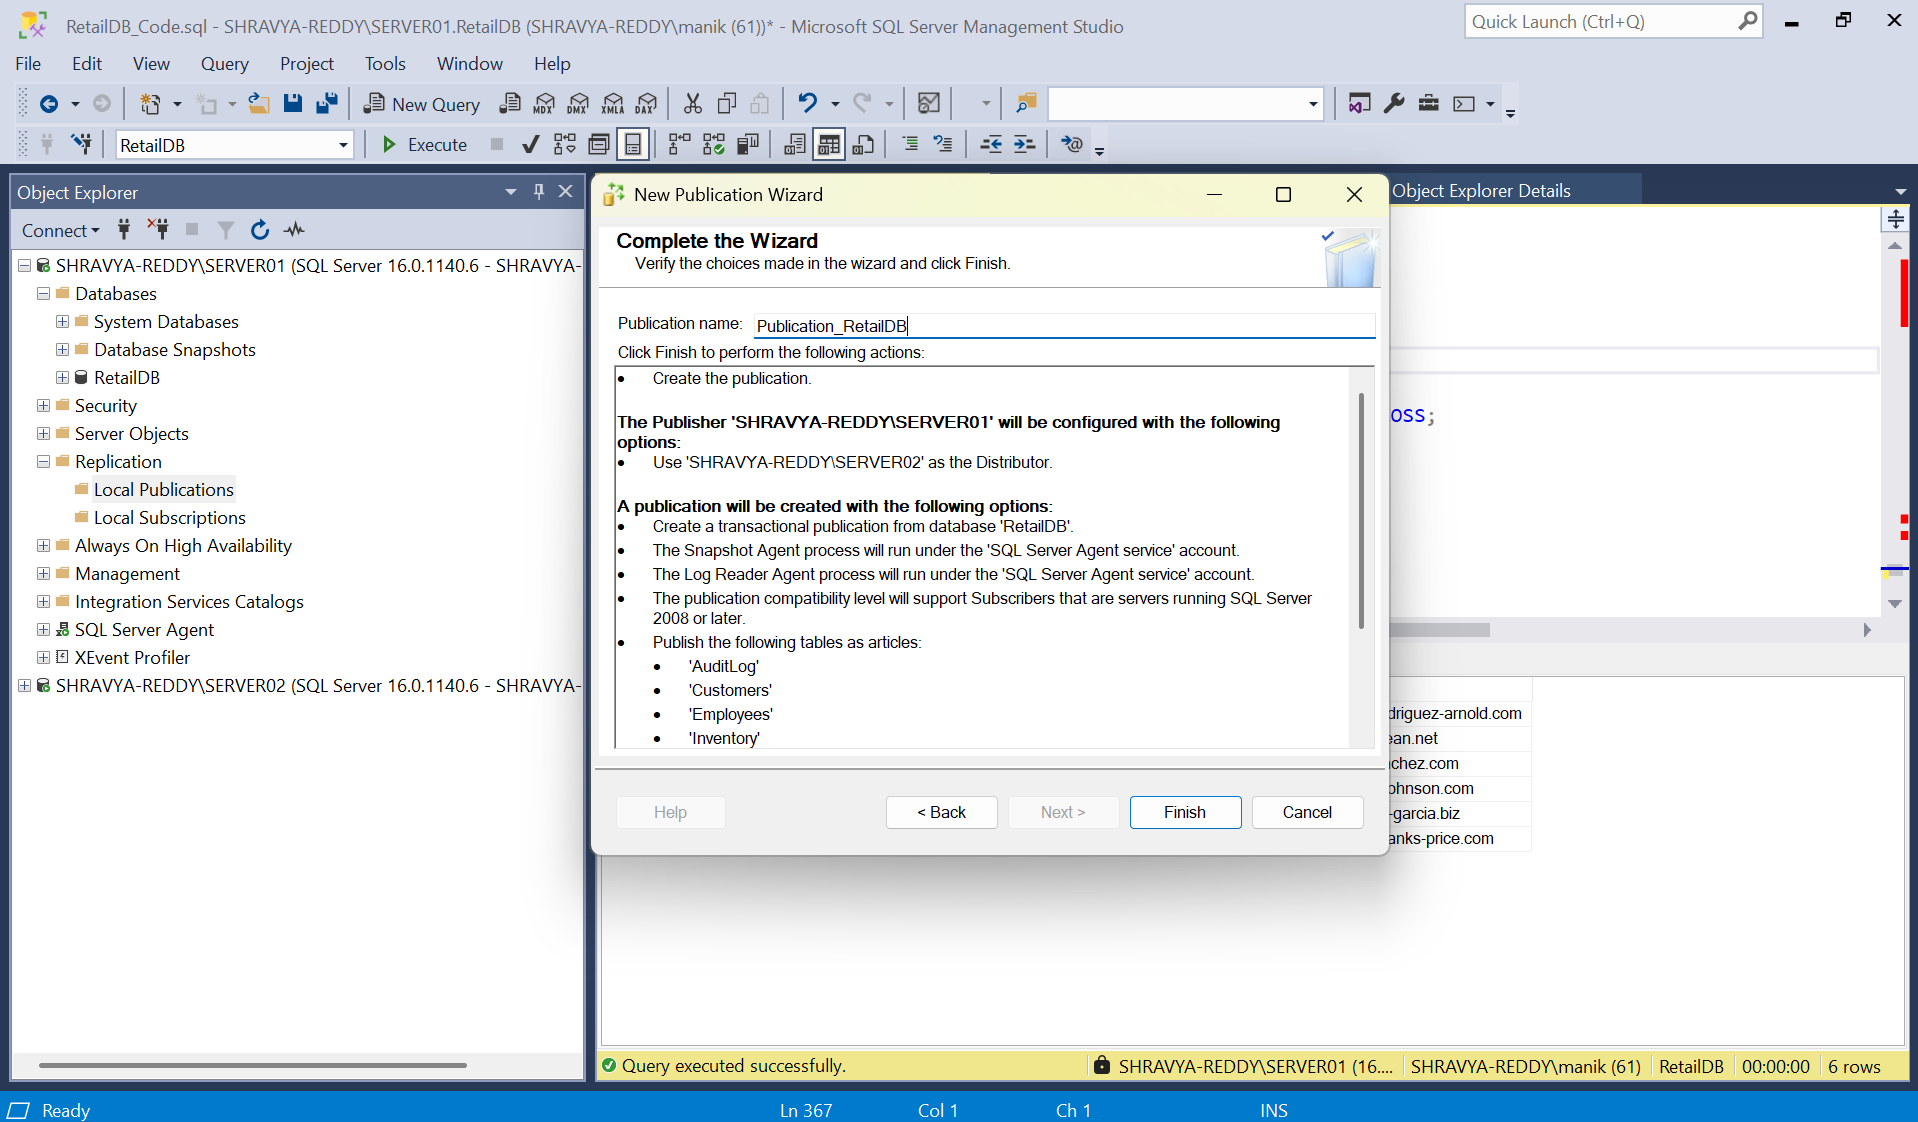 RetailDB_Code.sql - SHRAVYA-REDDY\SERVER01.RetailDB (SHRAVYA-REDDY\manik (61))* - Microsoft SQL Server Management Studio
Quick Launch (Ctrl+Q)
File Edit View Query Project Tools Window Help
New Query MDX DMX XMLA DAX
RetailDB Execute
Object Explorer
Connect
SHRAVYA-REDDY\SERVER01 (SQL Server 16.0.1140.6 - SHRAVYA-
Databases
System Databases
Database Snapshots
RetailDB
Security
Server Objects
Replication
Local Publications
Local Subscriptions
Always On High Availability
Management
Integration Services Catalogs
SQL Server Agent
XEvent Profiler
SHRAVYA-REDDY\SERVER02 (SQL Server 16.0.1140.6 - SHRAVYA-
New Publication Wizard
Complete the Wizard
Verify the choices made in the wizard and click Finish.
Publication name: Publication_RetailDB
Click Finish to perform the following actions:
• Create the publication.
The Publisher 'SHRAVYA-REDDY\SERVER01' will be configured with the following
options:
• Use 'SHRAVYA-REDDY\SERVER02' as the Distributor.
A publication will be created with the following options:
• Create a transactional publication from database 'RetailDB'.
• The Snapshot Agent process will run under the 'SQL Server Agent service' account.
• The Log Reader Agent process will run under the 'SQL Server Agent service' account.
• The publication compatibility level will support Subscribers that are servers running SQL Server
2008 or later.
• Publish the following tables as articles:
• 'AuditLog'
• 'Customers'
• 'Employees'
• 'Inventory'
Help < Back Next > Finish Cancel
Object Explorer Details
oss;
driguez-arnold.com
ean.net
chez.com
ohnson.com
-garcia.biz
anks-price.com
Query executed successfully. SHRAVYA-REDDY\SERVER01 (16.... SHRAVYA-REDDY\manik (61) RetailDB 00:00:00 6 rows
Ready Ln 367 Col 1 Ch 1 INS